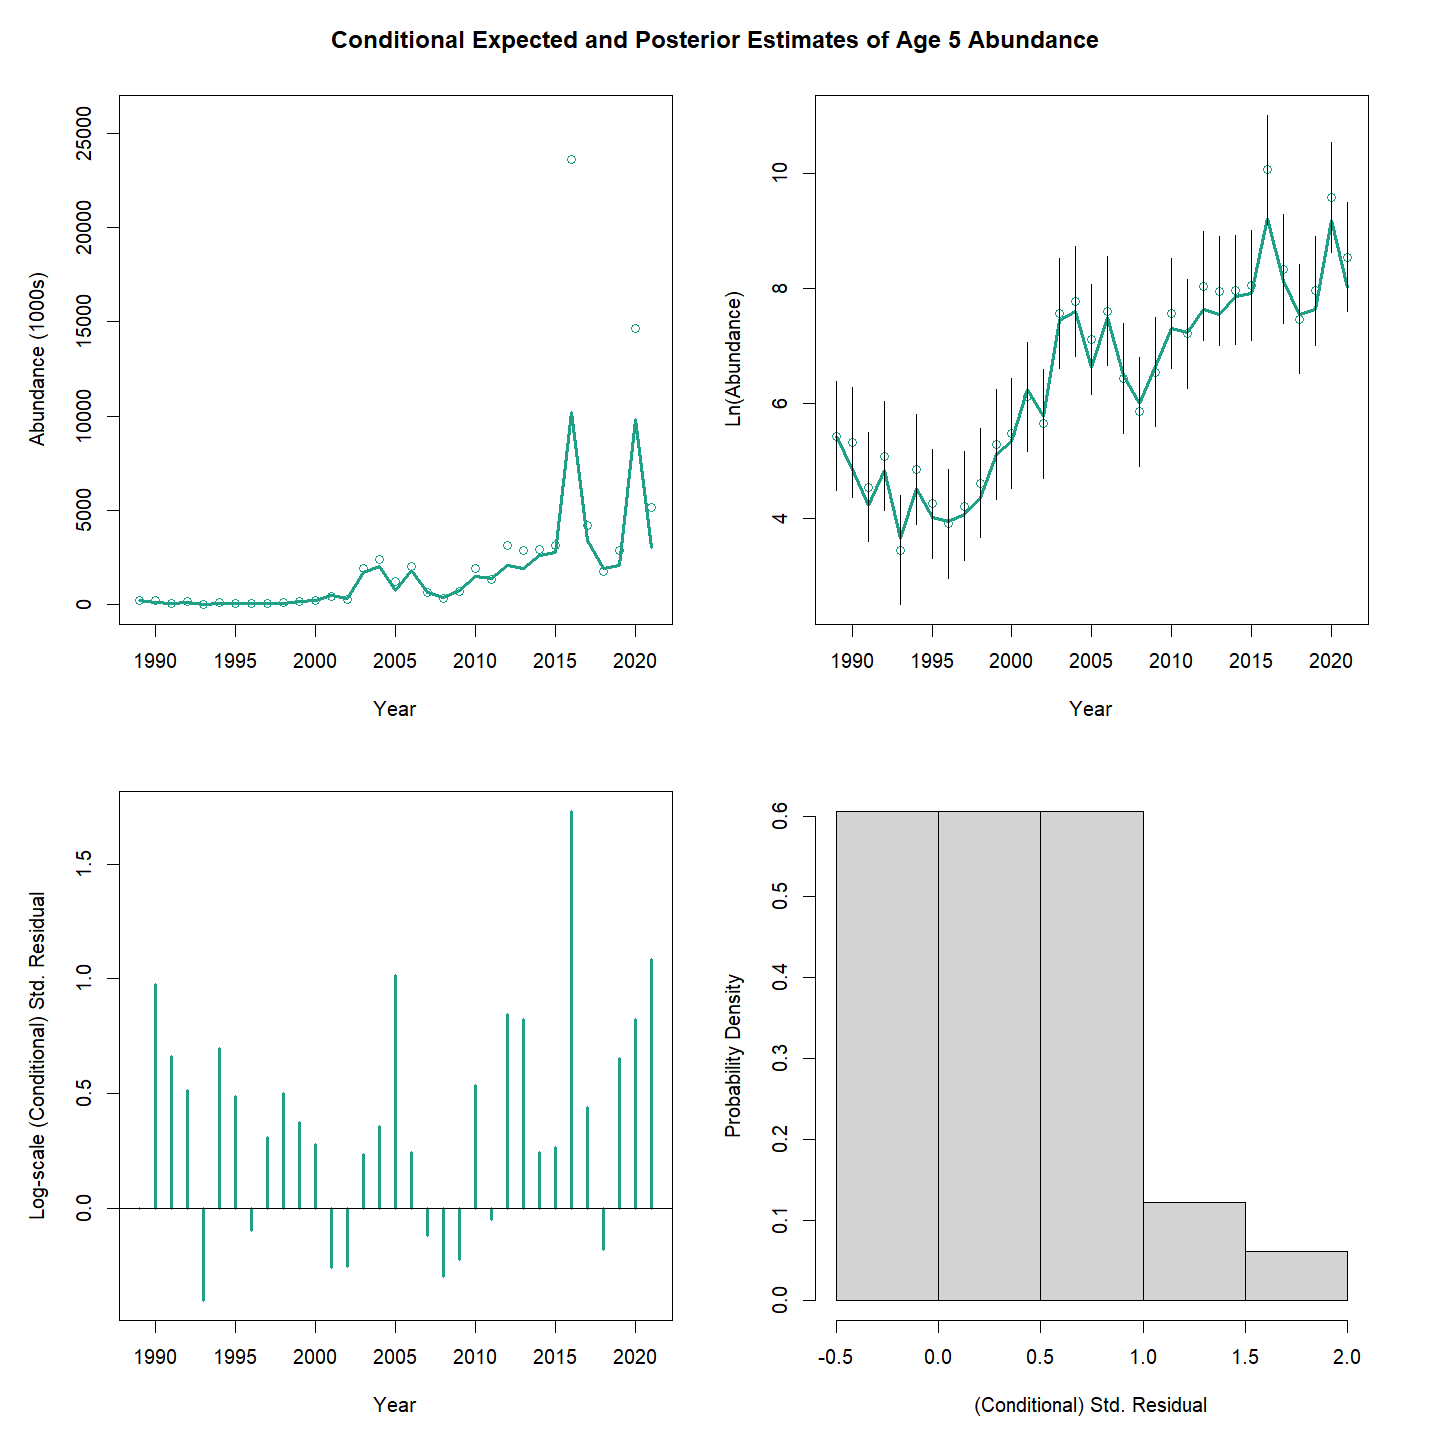 Conditional Expected and Posterior Estimates of Age 5 Abundance
Abundance (1000s)
25000
20000
15000
10000
5000
0
1990 1995 2000 2005 2010 2015 2020
Year
Ln(Abundance)
10
8
6
4
1990 1995 2000 2005 2010 2015 2020
Year
Log-scale (Conditional) Std. Residual
1.5
1.0
0.5
0.0
1990 1995 2000 2005 2010 2015 2020
Year
Probability Density
0.6
0.5
0.4
0.3
0.2
0.1
0.0
-0.5 0.0 0.5 1.0 1.5 2.0
(Conditional) Std. Residual